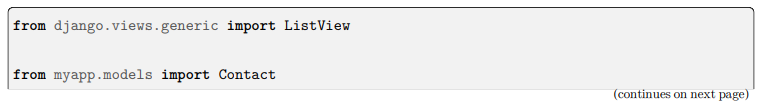 from django.views.generic import ListView
from myapp.models import Contact
(continues on next page)